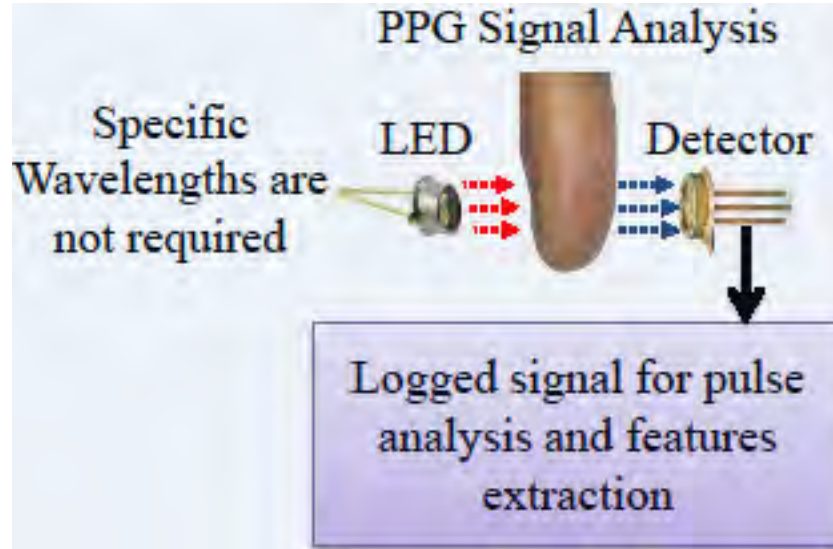 PPG Signal Analysis
Specific
Wavelengths are
not required
LED
Detector
Logged signal for pulse
analysis and features
extraction